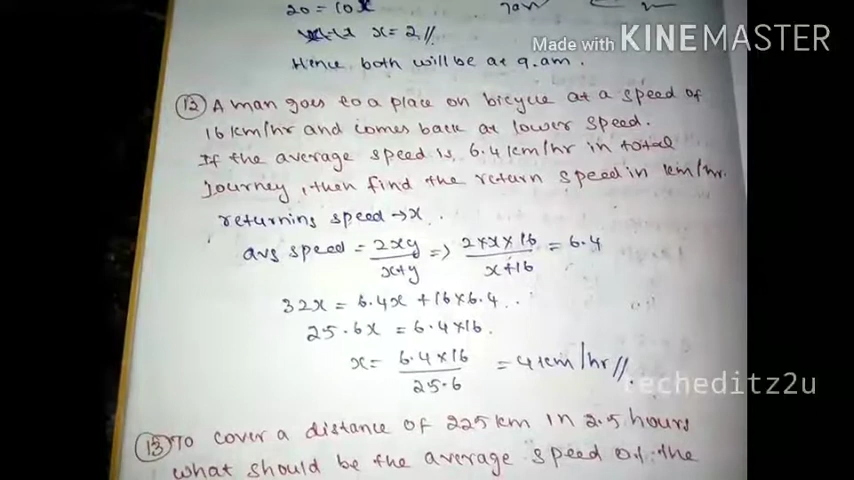 20 = 10x
x = 2 //
Made with KINEMASTER
Hence both will be at 9.am.
(12) A man goes to a place on bicycle at a speed of
16 km/hr and comes back at lower speed.
If the average speed is 6.4 km/hr in total
journey, then find the return speed in km/hr.
returning speed → x.
avg speed = 2xy/x+y => 2×x×16/x+16 = 6.4
32x = 6.4x + 16×6.4..
25.6x = 6.4×16.
x = 6.4×16/25.6 = 4 km/hr //.
techeditz2u
(13) To cover a distance of 225 km in 2.5 hours
what should be the average speed of the